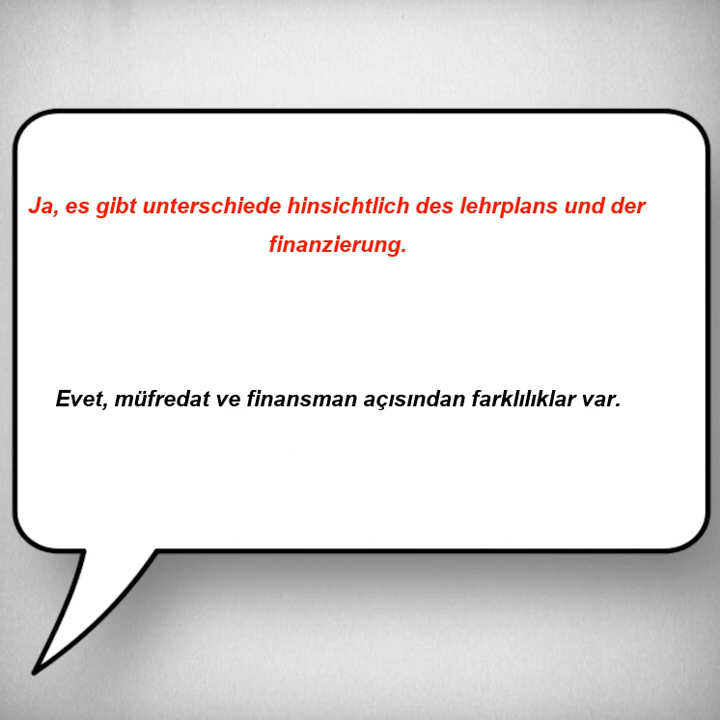 Ja, es gibt unterschiede hinsichtlich des lehrplans und der
finanzierung.
Evet, müfredat ve finansman açısından farklılıklar var.